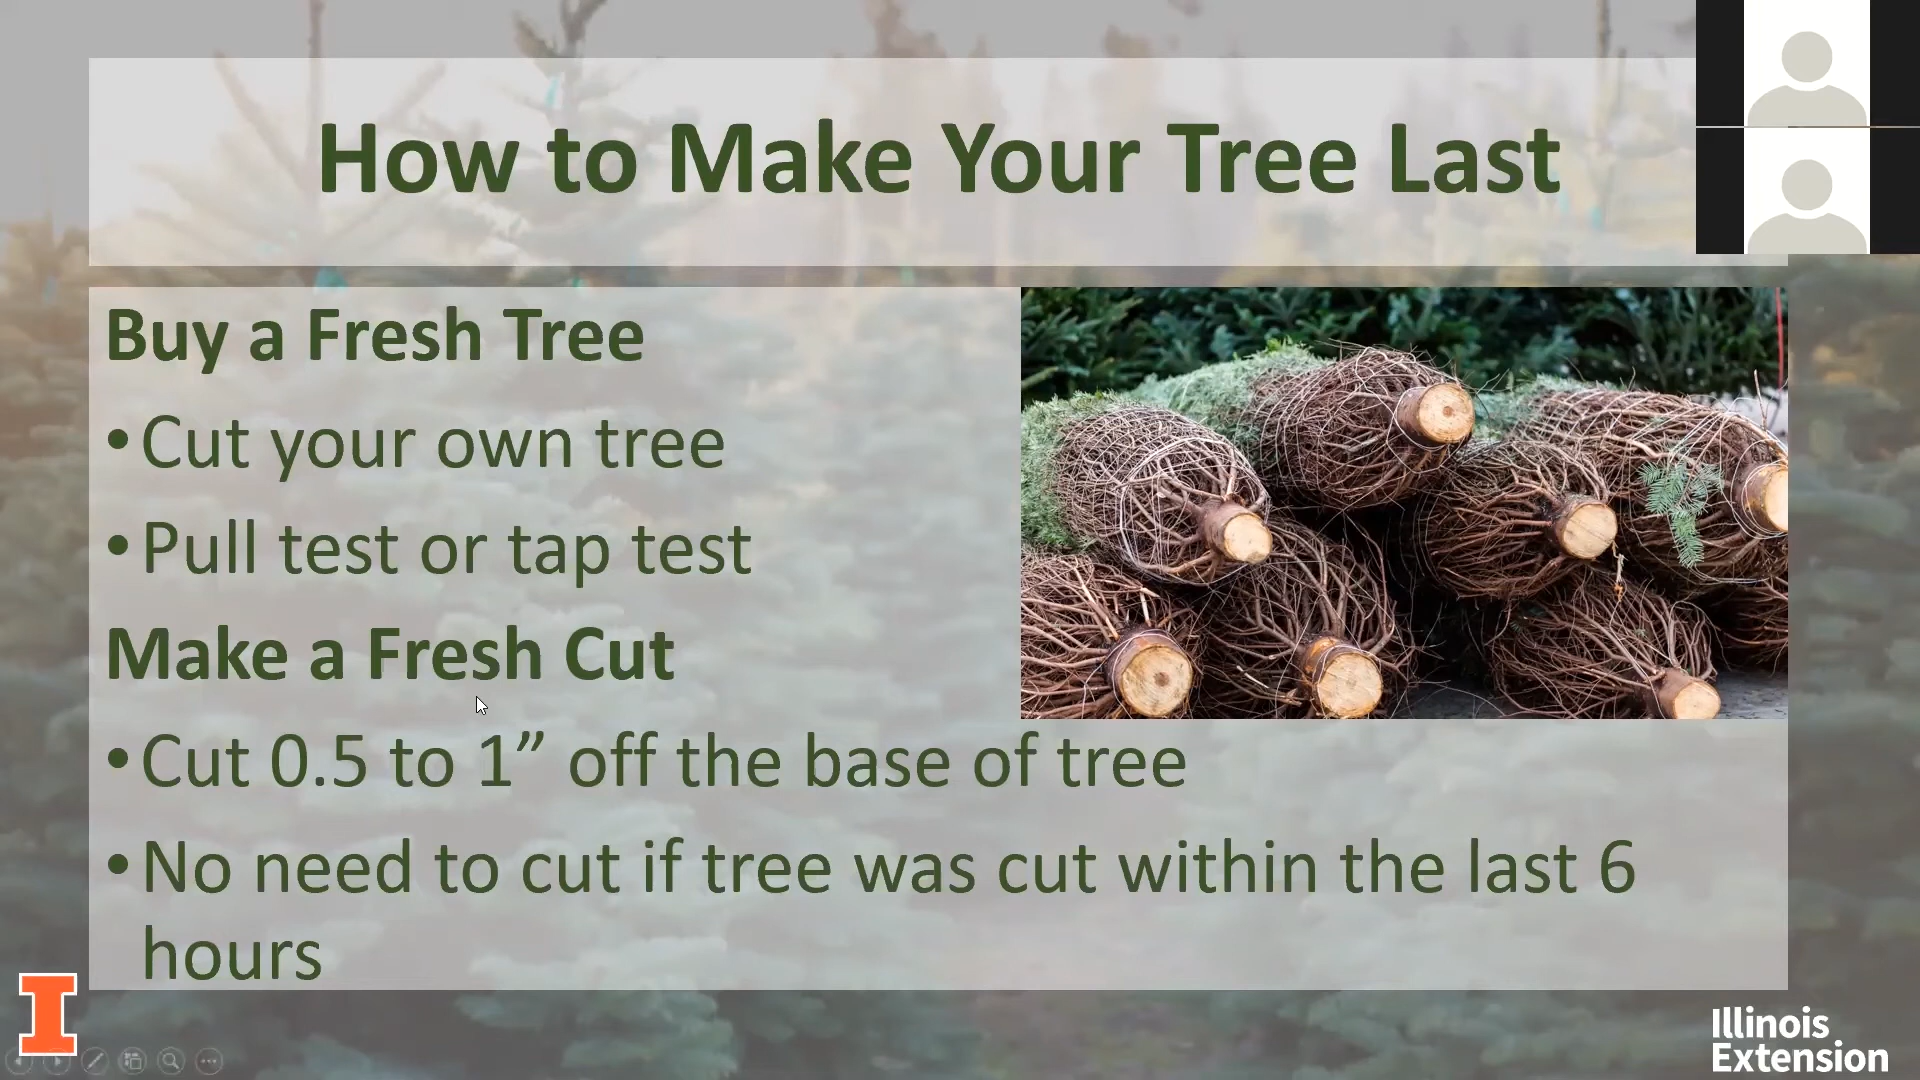 How to Make Your Tree Last
Buy a Fresh Tree
•Cut your own tree
•Pull test or tap test
Make a Fresh Cut
•Cut 0.5 to 1” off the base of tree
•No need to cut if tree was cut within the last 6
hours
I
Illinois
Extension